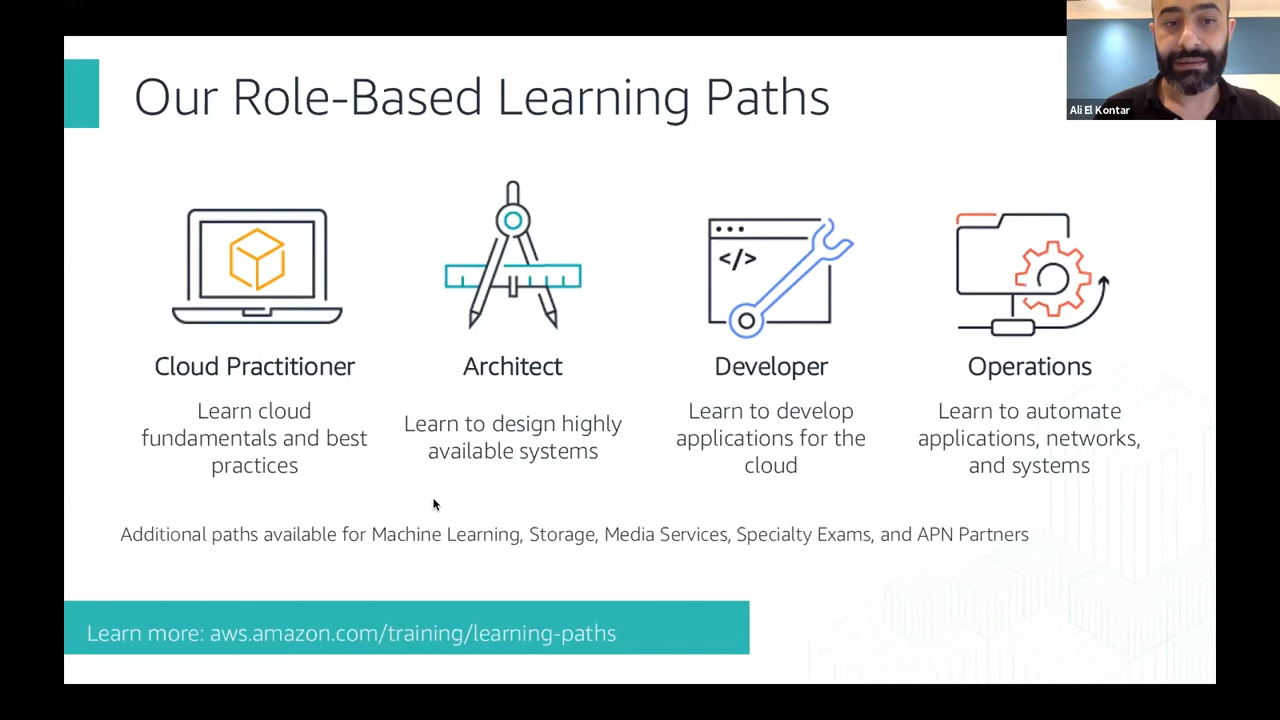 Our Role-Based Learning Paths
Ali El Kontar
</>
Cloud Practitioner
Learn cloud
fundamentals and best
practices
Architect
Learn to design highly
available systems
Developer
Learn to develop
applications for the
cloud
Operations
Learn to automate
applications, networks,
and systems
Additional paths available for Machine Learning, Storage, Media Services, Specialty Exams, and APN Partners
Learn more: aws.amazon.com/training/learning-paths